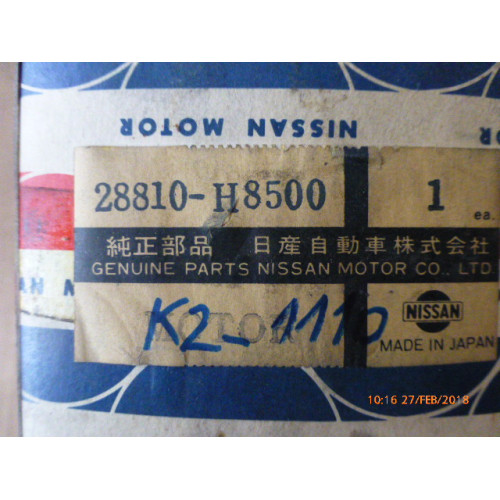 NISSAN MOTOR
28810-H8500 1 ea.
純正部品 日産自動車株式会社
GENUINE PARTS NISSAN MOTOR CO., LTD
MOTOR
K2-1110
NISSAN
MADE IN JAPAN
10:16 27/FEB/2018